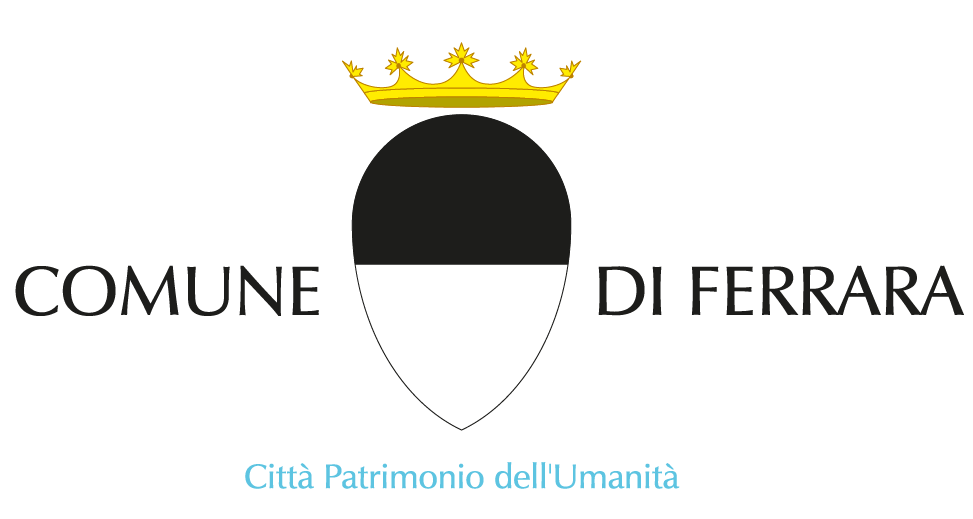 COMUNE DI FERRARA
Città Patrimonio dell'Umanità